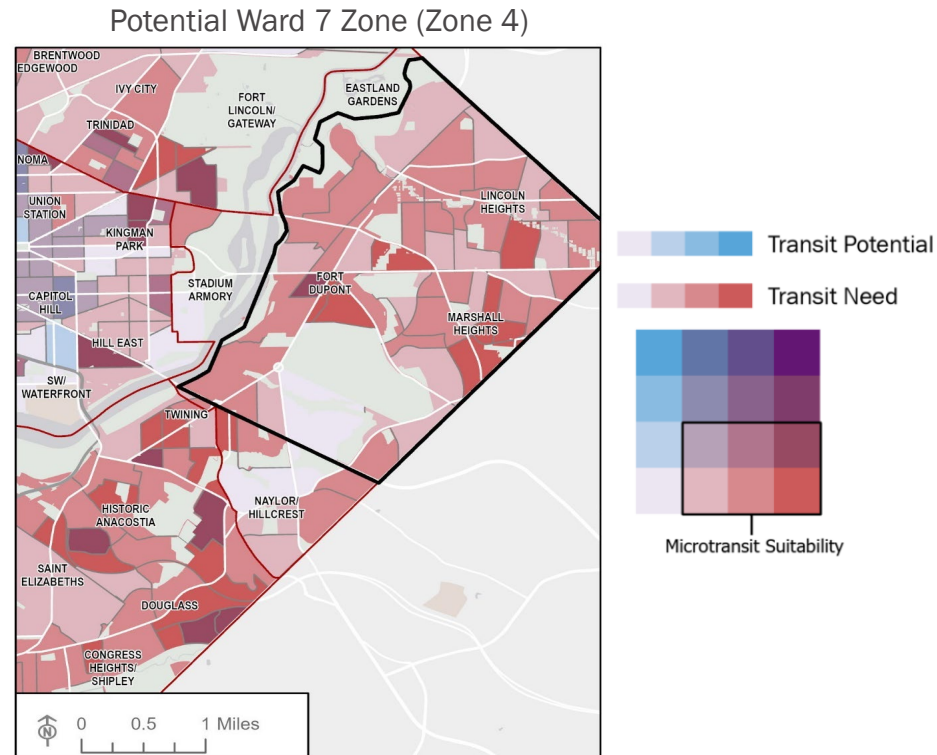 Potential Ward 7 Zone (Zone 4)
BRENTWOOD
EDGEWOOD
IVY CITY
TRINIDAD
FORT
LINCOLN/
GATEWAY
EASTLAND
GARDENS
NOMA
UNION
STATION
KINGMAN
PARK
LINCOLN
HEIGHTS
STADIUM
ARMORY
FORT
DUPONT
CAPITOL
HILL
HILL EAST
MARSHALL
HEIGHTS
SW/
WATERFRONT
TWINING
NAYLOR/
HILLCREST
HISTORIC
ANACOSTIA
SAINT
ELIZABETHS
DOUGLASS
CONGRESS
HEIGHTS/
SHIPLEY
N
0 0.5 1 Miles
Transit Potential
Transit Need
Microtransit Suitability